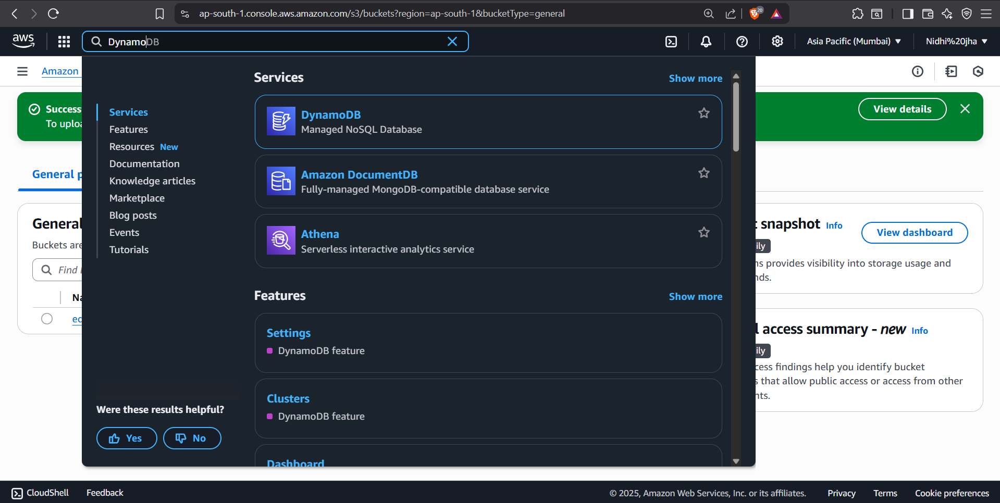 ap-south-1.console.aws.amazon.com/s3/buckets?region=ap-south-1&bucketType=general
20
aws
DynamoDB
Asia Pacific (Mumbai)
Nidhi%20jha
Amazon
Success
To uplo
View details
Services
Show more
Services
Features
Resources New
Documentation
Knowledge articles
Marketplace
Blog posts
Events
Tutorials
DynamoDB
Managed NoSQL Database
Amazon DocumentDB
Fully-managed MongoDB-compatible database service
Athena
Serverless interactive analytics service
Features
Show more
Settings
DynamoDB feature
Clusters
DynamoDB feature
Dashboard
Were these results helpful?
Yes
No
General p
General
Buckets are
Find
Na
ec
snapshot Info
View dashboard
ily
ns provides visibility into storage usage and
nds.
l access summary - new Info
ily
cess findings help you identify bucket
s that allow public access or access from other
nts.
CloudShell
Feedback
© 2025, Amazon Web Services, Inc. or its affiliates.
Privacy
Terms
Cookie preferences